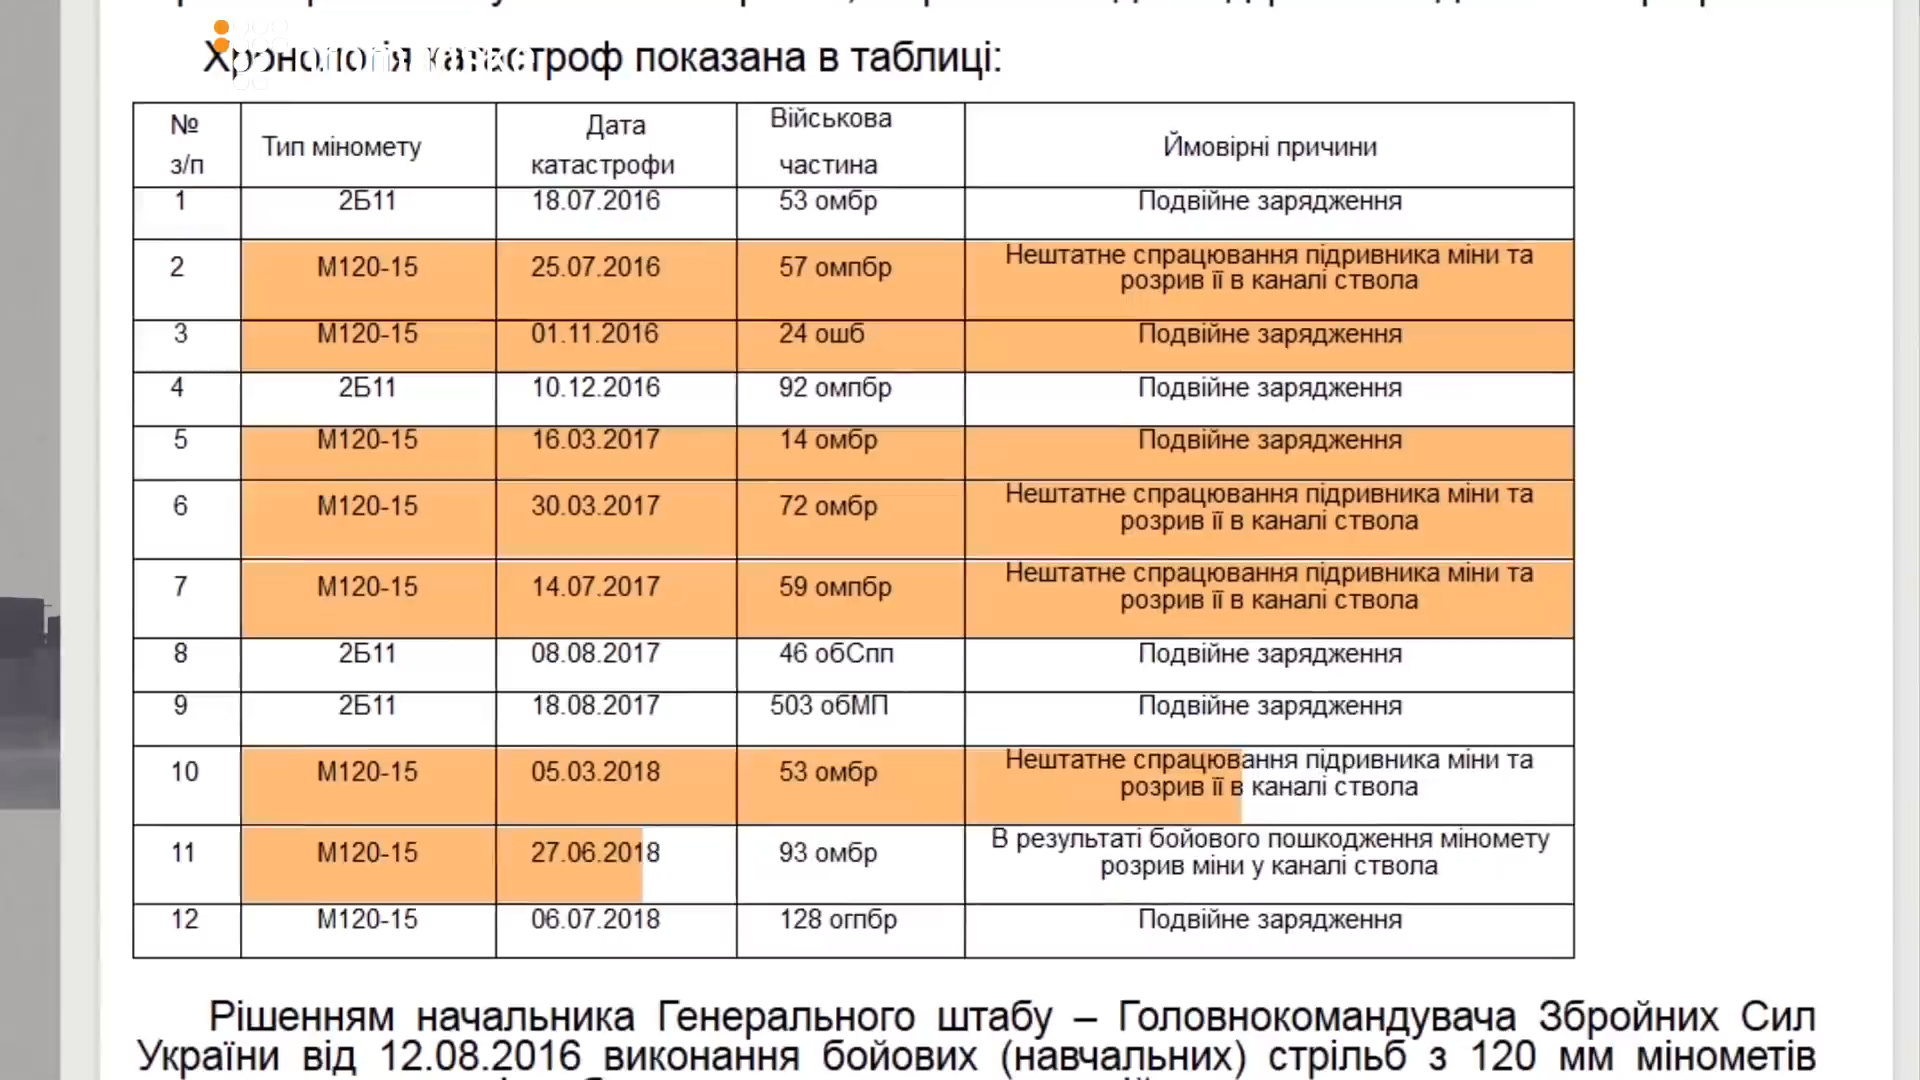 показана в таблиці:
№ з/п
Тип міномету
Дата катастрофи
Військова частина
Ймовірні причини
1 2Б11 18.07.2016 53 омбр Подвійне зарядження
2 М120-15 25.07.2016 57 омпбр Нештатне спрацювання підривника міни та
розрив її в каналі ствола
3 М120-15 01.11.2016 24 ошб Подвійне зарядження
4 2Б11 10.12.2016 92 омпбр Подвійне зарядження
5 М120-15 16.03.2017 14 омбр Подвійне зарядження
6 М120-15 30.03.2017 72 омбр Нештатне спрацювання підривника міни та
розрив її в каналі ствола
7 М120-15 14.07.2017 59 омпбр Нештатне спрацювання підривника міни та
розрив її в каналі ствола
8 2Б11 08.08.2017 46 обСпп Подвійне зарядження
9 2Б11 18.08.2017 503 обМП Подвійне зарядження
10 М120-15 05.03.2018 53 омбр Нештатне спрацювання підривника міни та
розрив її в каналі ствола
11 М120-15 27.06.2018 93 омбр В результаті бойового пошкодження міномету
розрив міни у каналі ствола
12 М120-15 06.07.2018 128 огпбр Подвійне зарядження
Рішенням начальника Генерального штабу – Головнокомандувача Збройних Сил
України від 12.08.2016 виконання бойових (навчальних) стрільб з 120 мм мінометів